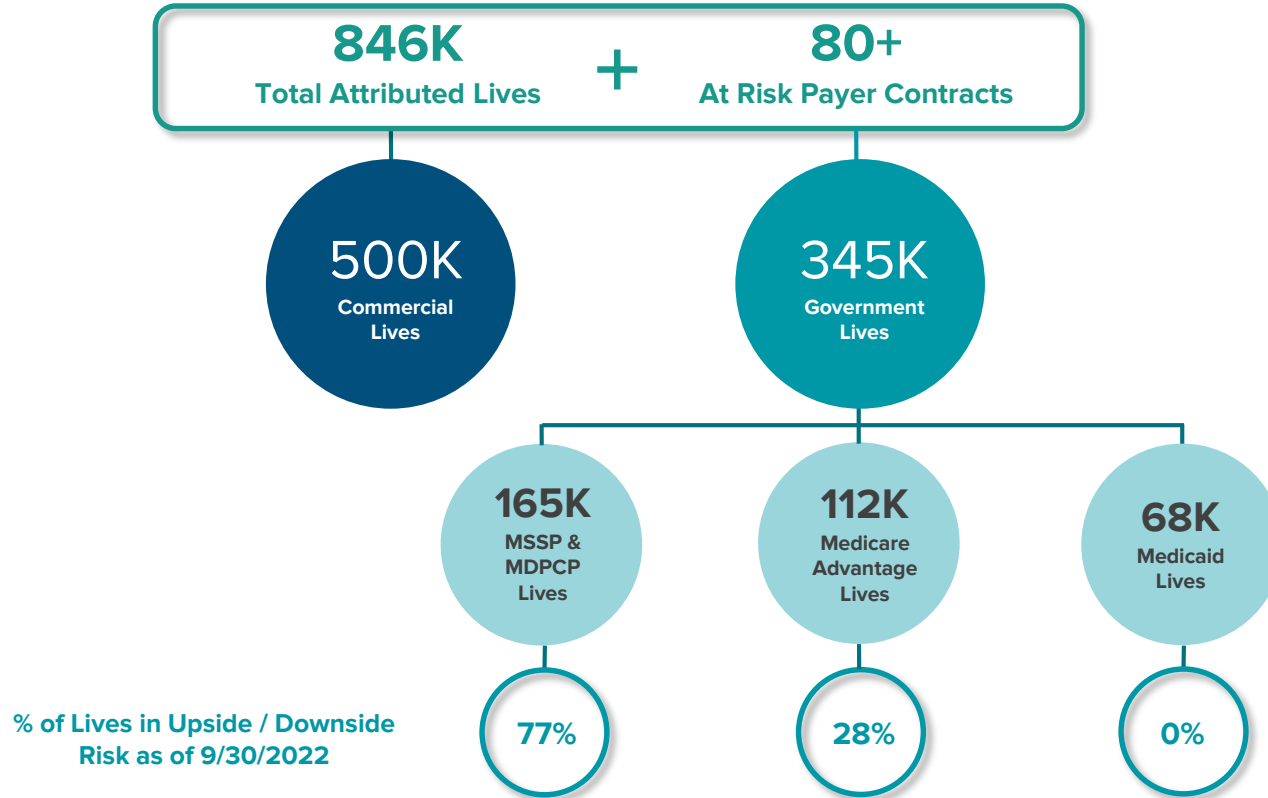 846K
Total Attributed Lives
+
80+
At Risk Payer Contracts
500K
Commercial
Lives
345K
Government
Lives
165K
MSSP &
MDPCP
Lives
112K
Medicare
Advantage
Lives
68K
Medicaid
Lives
% of Lives in Upside / Downside
Risk as of 9/30/2022
77%
28%
0%